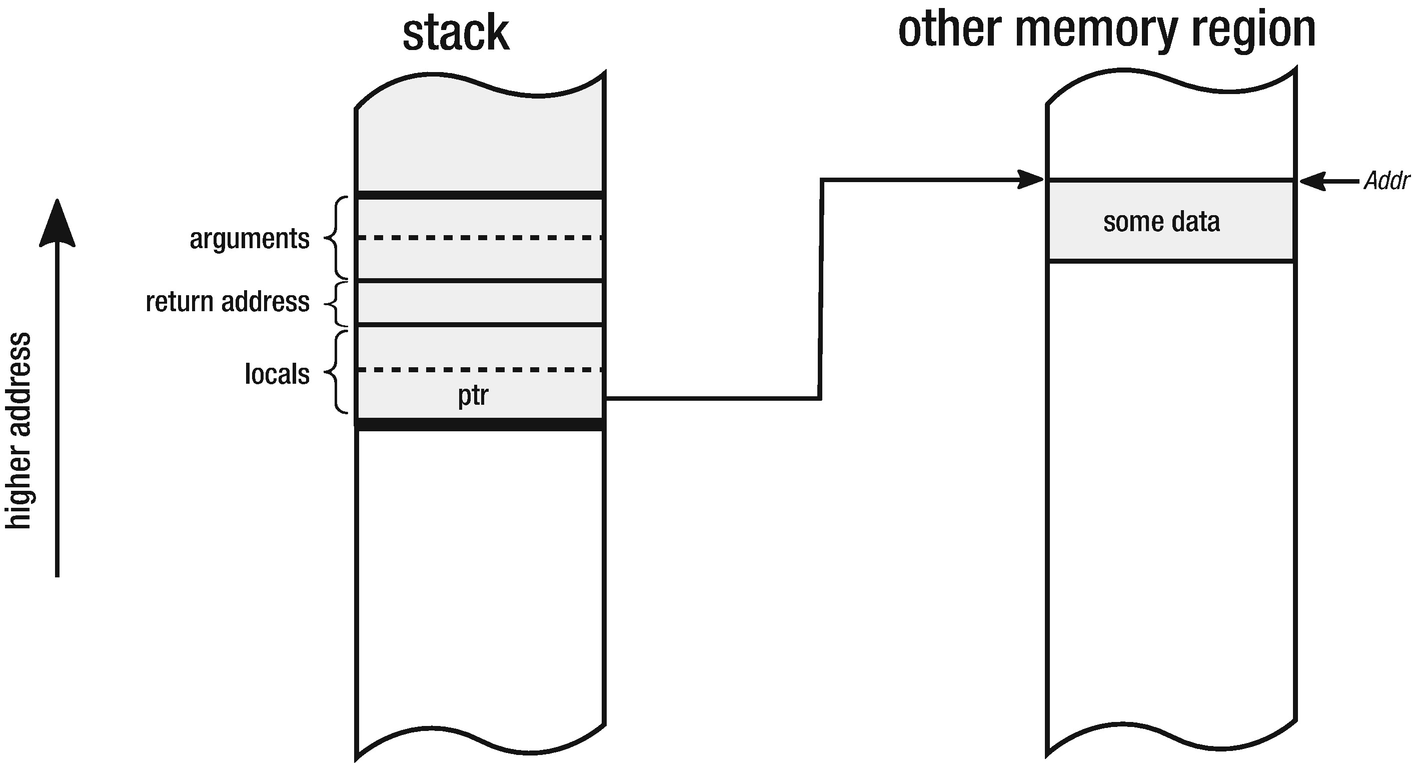 stack
other memory region
arguments
return address
locals
ptr
higher address
some data
Addr